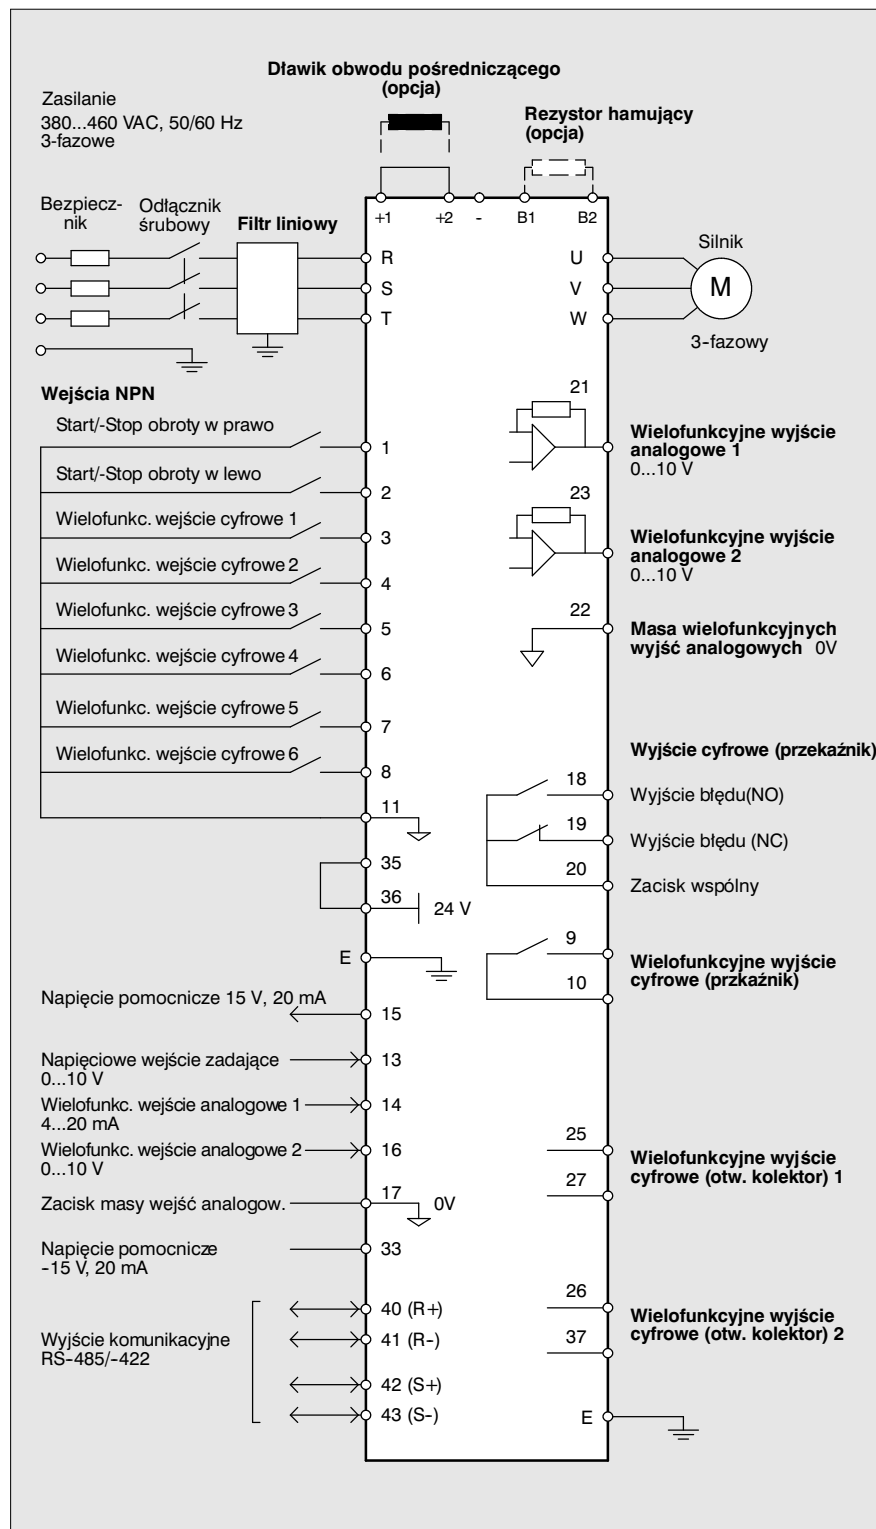 Dławik obwodu pośredniczącego
(opcja)
Zasilanie
380...460 VAC, 50/60 Hz
3-fazowe
Rezystor hamujący
(opcja)
Bezpiecz-
nik
Odłącznik
śrubowy
Filtr liniowy
+1
+2
-
B1
B2
R
S
T
U
V
W
Silnik
M
3-fazowy
Wejścia NPN
Start/-Stop obroty w prawo
1
Start/-Stop obroty w lewo
2
Wielofunkc. wejście cyfrowe 1
3
Wielofunkc. wejście cyfrowe 2
4
Wielofunkc. wejście cyfrowe 3
5
Wielofunkc. wejście cyfrowe 4
6
Wielofunkc. wejście cyfrowe 5
7
Wielofunkc. wejście cyfrowe 6
8
11
35
36
24 V
E
Napięcie pomocnicze 15 V, 20 mA
15
Napięciowe wejście zadające
0...10 V
13
Wielofunkc. wejście analogowe 1
4...20 mA
14
Wielofunkc. wejście analogowe 2
0...10 V
16
Zacisk masy wejść analogow.
17
0V
Napięcie pomocnicze
-15 V, 20 mA
33
Wyjście komunikacyjne
RS-485/-422
40 (R+)
41 (R-)
42 (S+)
43 (S-)
21
Wielofunkcyjne wyjście
analogowe 1
0...10 V
23
Wielofunkcyjne wyjście
analogowe 2
0...10 V
22
Masa wielofunkcyjnych
wyjść analogowych 0V
Wyjście cyfrowe (przekaźnik)
18
Wyjście błędu(NO)
19
Wyjście błędu (NC)
20
Zacisk wspólny
9
10
Wielofunkcyjne wyjście
cyfrowe (przkaźnik)
25
27
Wielofunkcyjne wyjście
cyfrowe (otw. kolektor) 1
26
37
Wielofunkcyjne wyjście
cyfrowe (otw. kolektor) 2
E